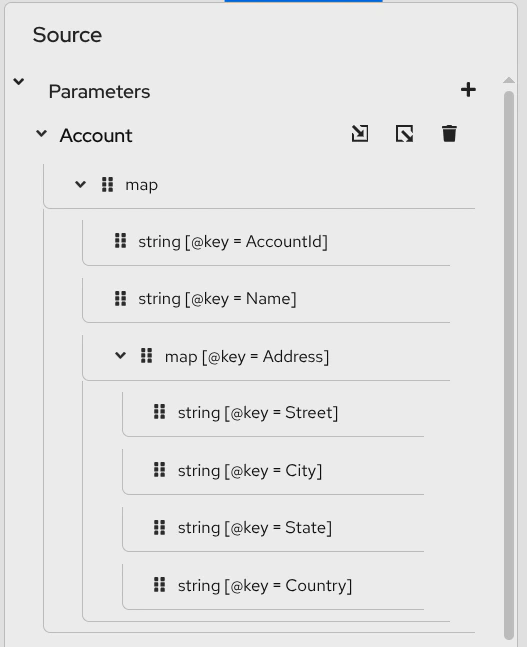 Source
Parameters
Account
map
string [@key = AccountId]
string [@key = Name]
map [@key = Address]
string [@key = Street]
string [@key = City]
string [@key = State]
string [@key = Country]